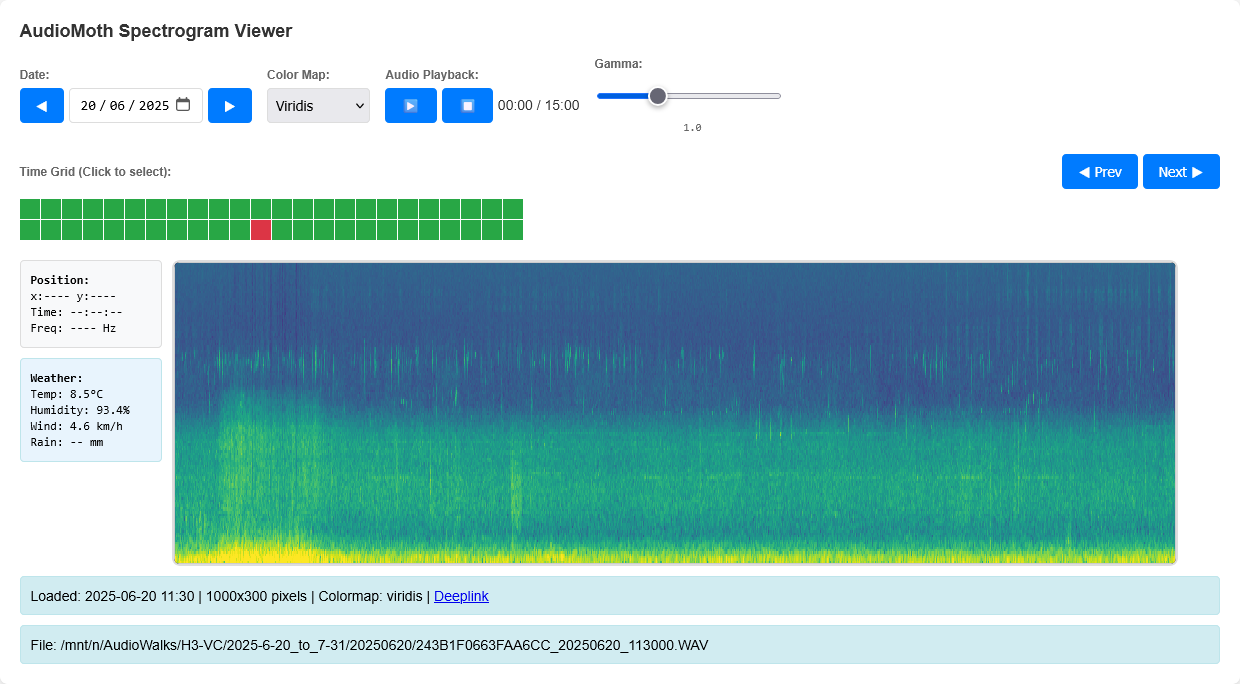 AudioMoth Spectrogram Viewer
Date:
Color Map:
Audio Playback:
Gamma:
◀
20 / 06 / 2025
▶
Viridis
00:00 / 15:00
1.0
Time Grid (Click to select):
◀ Prev
Next ▶
Position:
x:---- y:----
Time: --:--:--
Freq: ---- Hz
Weather:
Temp: 8.5°C
Humidity: 93.4%
Wind: 4.6 km/h
Rain: -- mm
Loaded: 2025-06-20 11:30 | 1000x300 pixels | Colormap: viridis | Deeplink
File: /mnt/n/AudioWalks/H3-VC/2025-6-20_to_7-31/20250620/243B1F0663FAA6CC_20250620_113000.WAV